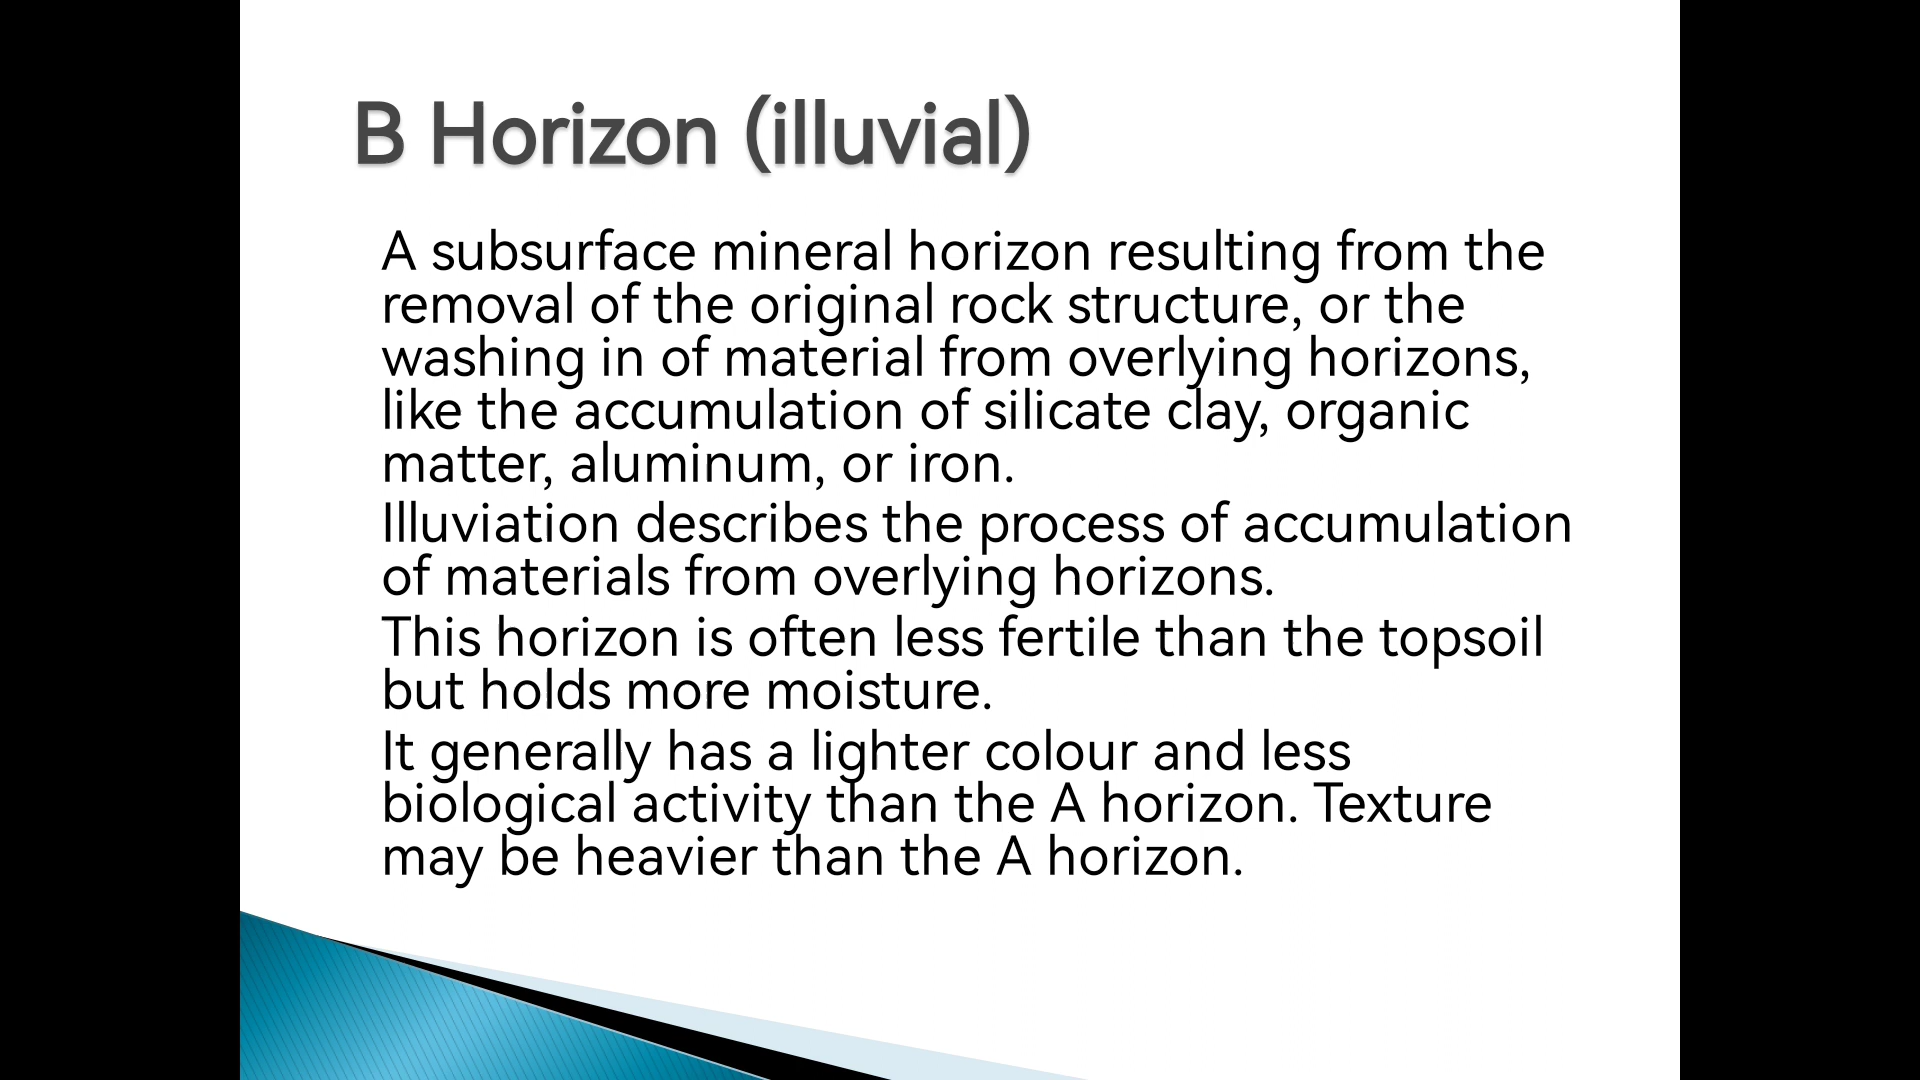 B Horizon (illuvial)
A subsurface mineral horizon resulting from the
removal of the original rock structure, or the
washing in of material from overlying horizons,
like the accumulation of silicate clay, organic
matter, aluminum, or iron.
Illuviation describes the process of accumulation
of materials from overlying horizons.
This horizon is often less fertile than the topsoil
but holds more moisture.
It generally has a lighter colour and less
biological activity than the A horizon. Texture
may be heavier than the A horizon.